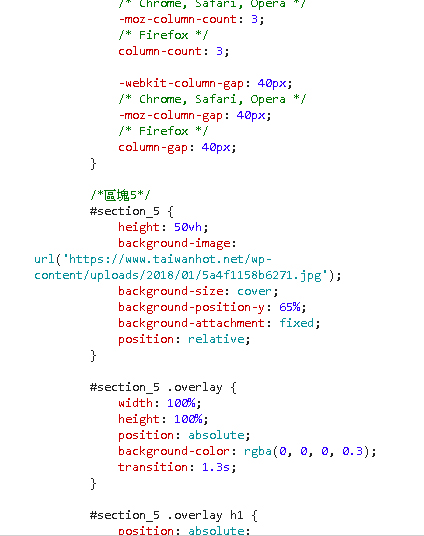 /* Chrome, Safari, Opera */
-moz-column-count: 3;
/* Firefox */
column-count: 3;
-webkit-column-gap: 40px;
/* Chrome, Safari, Opera */
-moz-column-gap: 40px;
/* Firefox */
column-gap: 40px;
}
/*區塊5*/
#section_5 {
height: 50vh;
background-image:
url('https://www.taiwanhot.net/wp-
content/uploads/2018/01/5a4f1158b6271.jpg');
background-size: cover;
background-position-y: 65%;
background-attachment: fixed;
position: relative;
}
#section_5 .overlay {
width: 100%;
height: 100%;
position: absolute;
background-color: rgba(0, 0, 0, 0.3);
transition: 1.3s;
}
#section_5 .overlay h1 {
position: absolute;